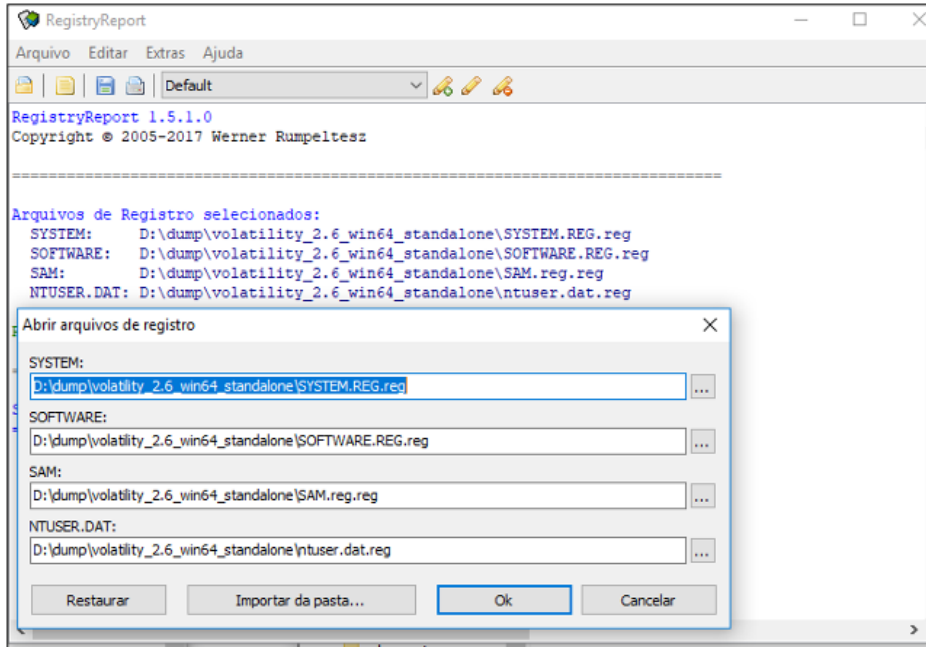 RegistryReport
Arquivo Editar Extras Ajuda
Default
RegistryReport 1.5.1.0
Copyright © 2005-2017 Werner Rumpeltesz
==============================================================================
Arquivos de Registro selecionados:
SYSTEM: D:\dump\volatility_2.6_win64_standalone\SYSTEM.REG.reg
SOFTWARE: D:\dump\volatility_2.6_win64_standalone\SOFTWARE.REG.reg
SAM: D:\dump\volatility_2.6_win64_standalone\SAM.reg.reg
NTUSER.DAT: D:\dump\volatility_2.6_win64_standalone\ntuser.dat.reg
Abrir arquivos de registro
SYSTEM:
D:\dump\volatility_2.6_win64_standalone\SYSTEM.REG.reg
...
SOFTWARE:
D:\dump\volatility_2.6_win64_standalone\SOFTWARE.REG.reg
...
SAM:
D:\dump\volatility_2.6_win64_standalone\SAM.reg.reg
...
NTUSER.DAT:
D:\dump\volatility_2.6_win64_standalone\ntuser.dat.reg
...
Restaurar Importar da pasta... Ok Cancelar